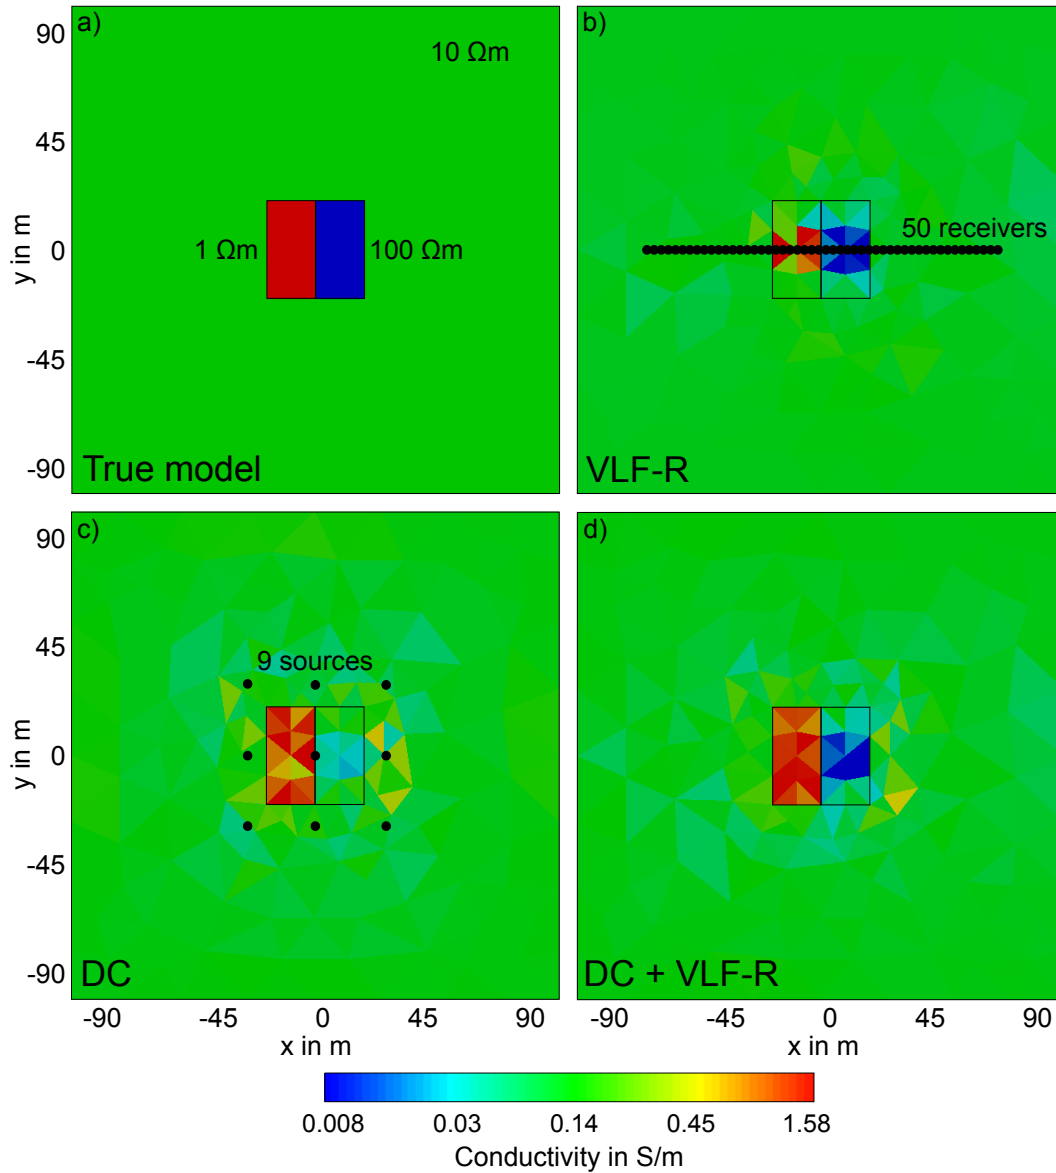 a)
10 Ωm
1 Ωm
100 Ωm
True model
90
45
0
-45
-90
y in m
b)
50 receivers
VLF-R
c)
9 sources
DC
90
45
0
-45
-90
y in m
-90 -45 0 45 90
x in m
d)
DC + VLF-R
-90 -45 0 45 90
x in m
0.008 0.03 0.14 0.45 1.58
Conductivity in S/m